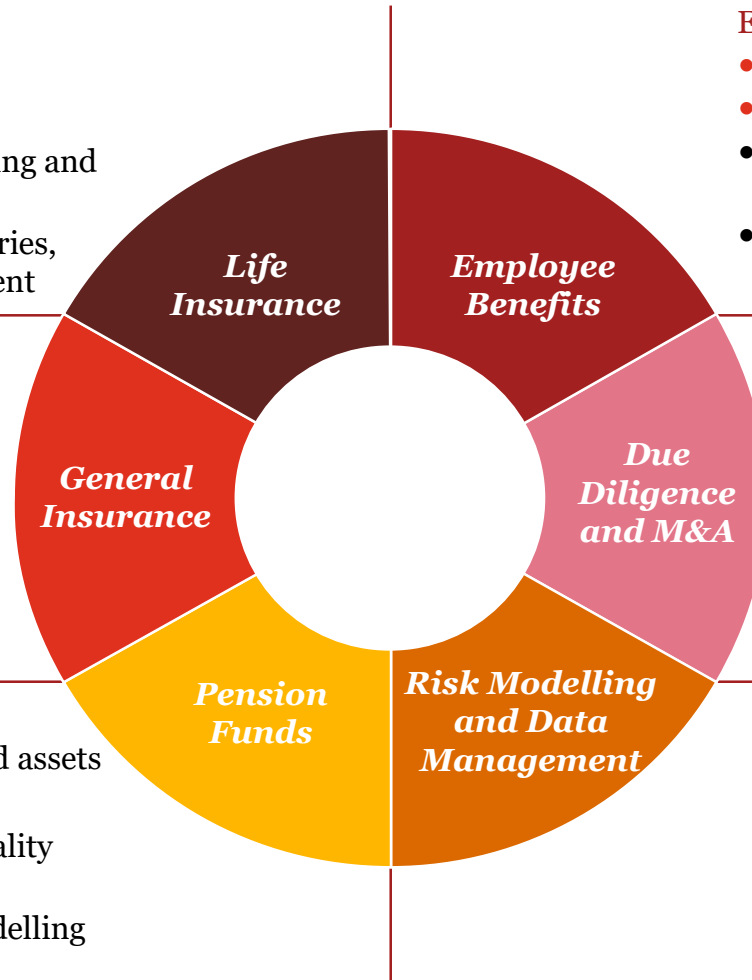 ng and
ries,
ent
Life
Insurance
E
•
•
•
•
Employee
Benefits
General
Insurance
Due
Diligence
and M&A
Pension
Funds
Risk Modelling
and Data
Management
d assets
ality
delling